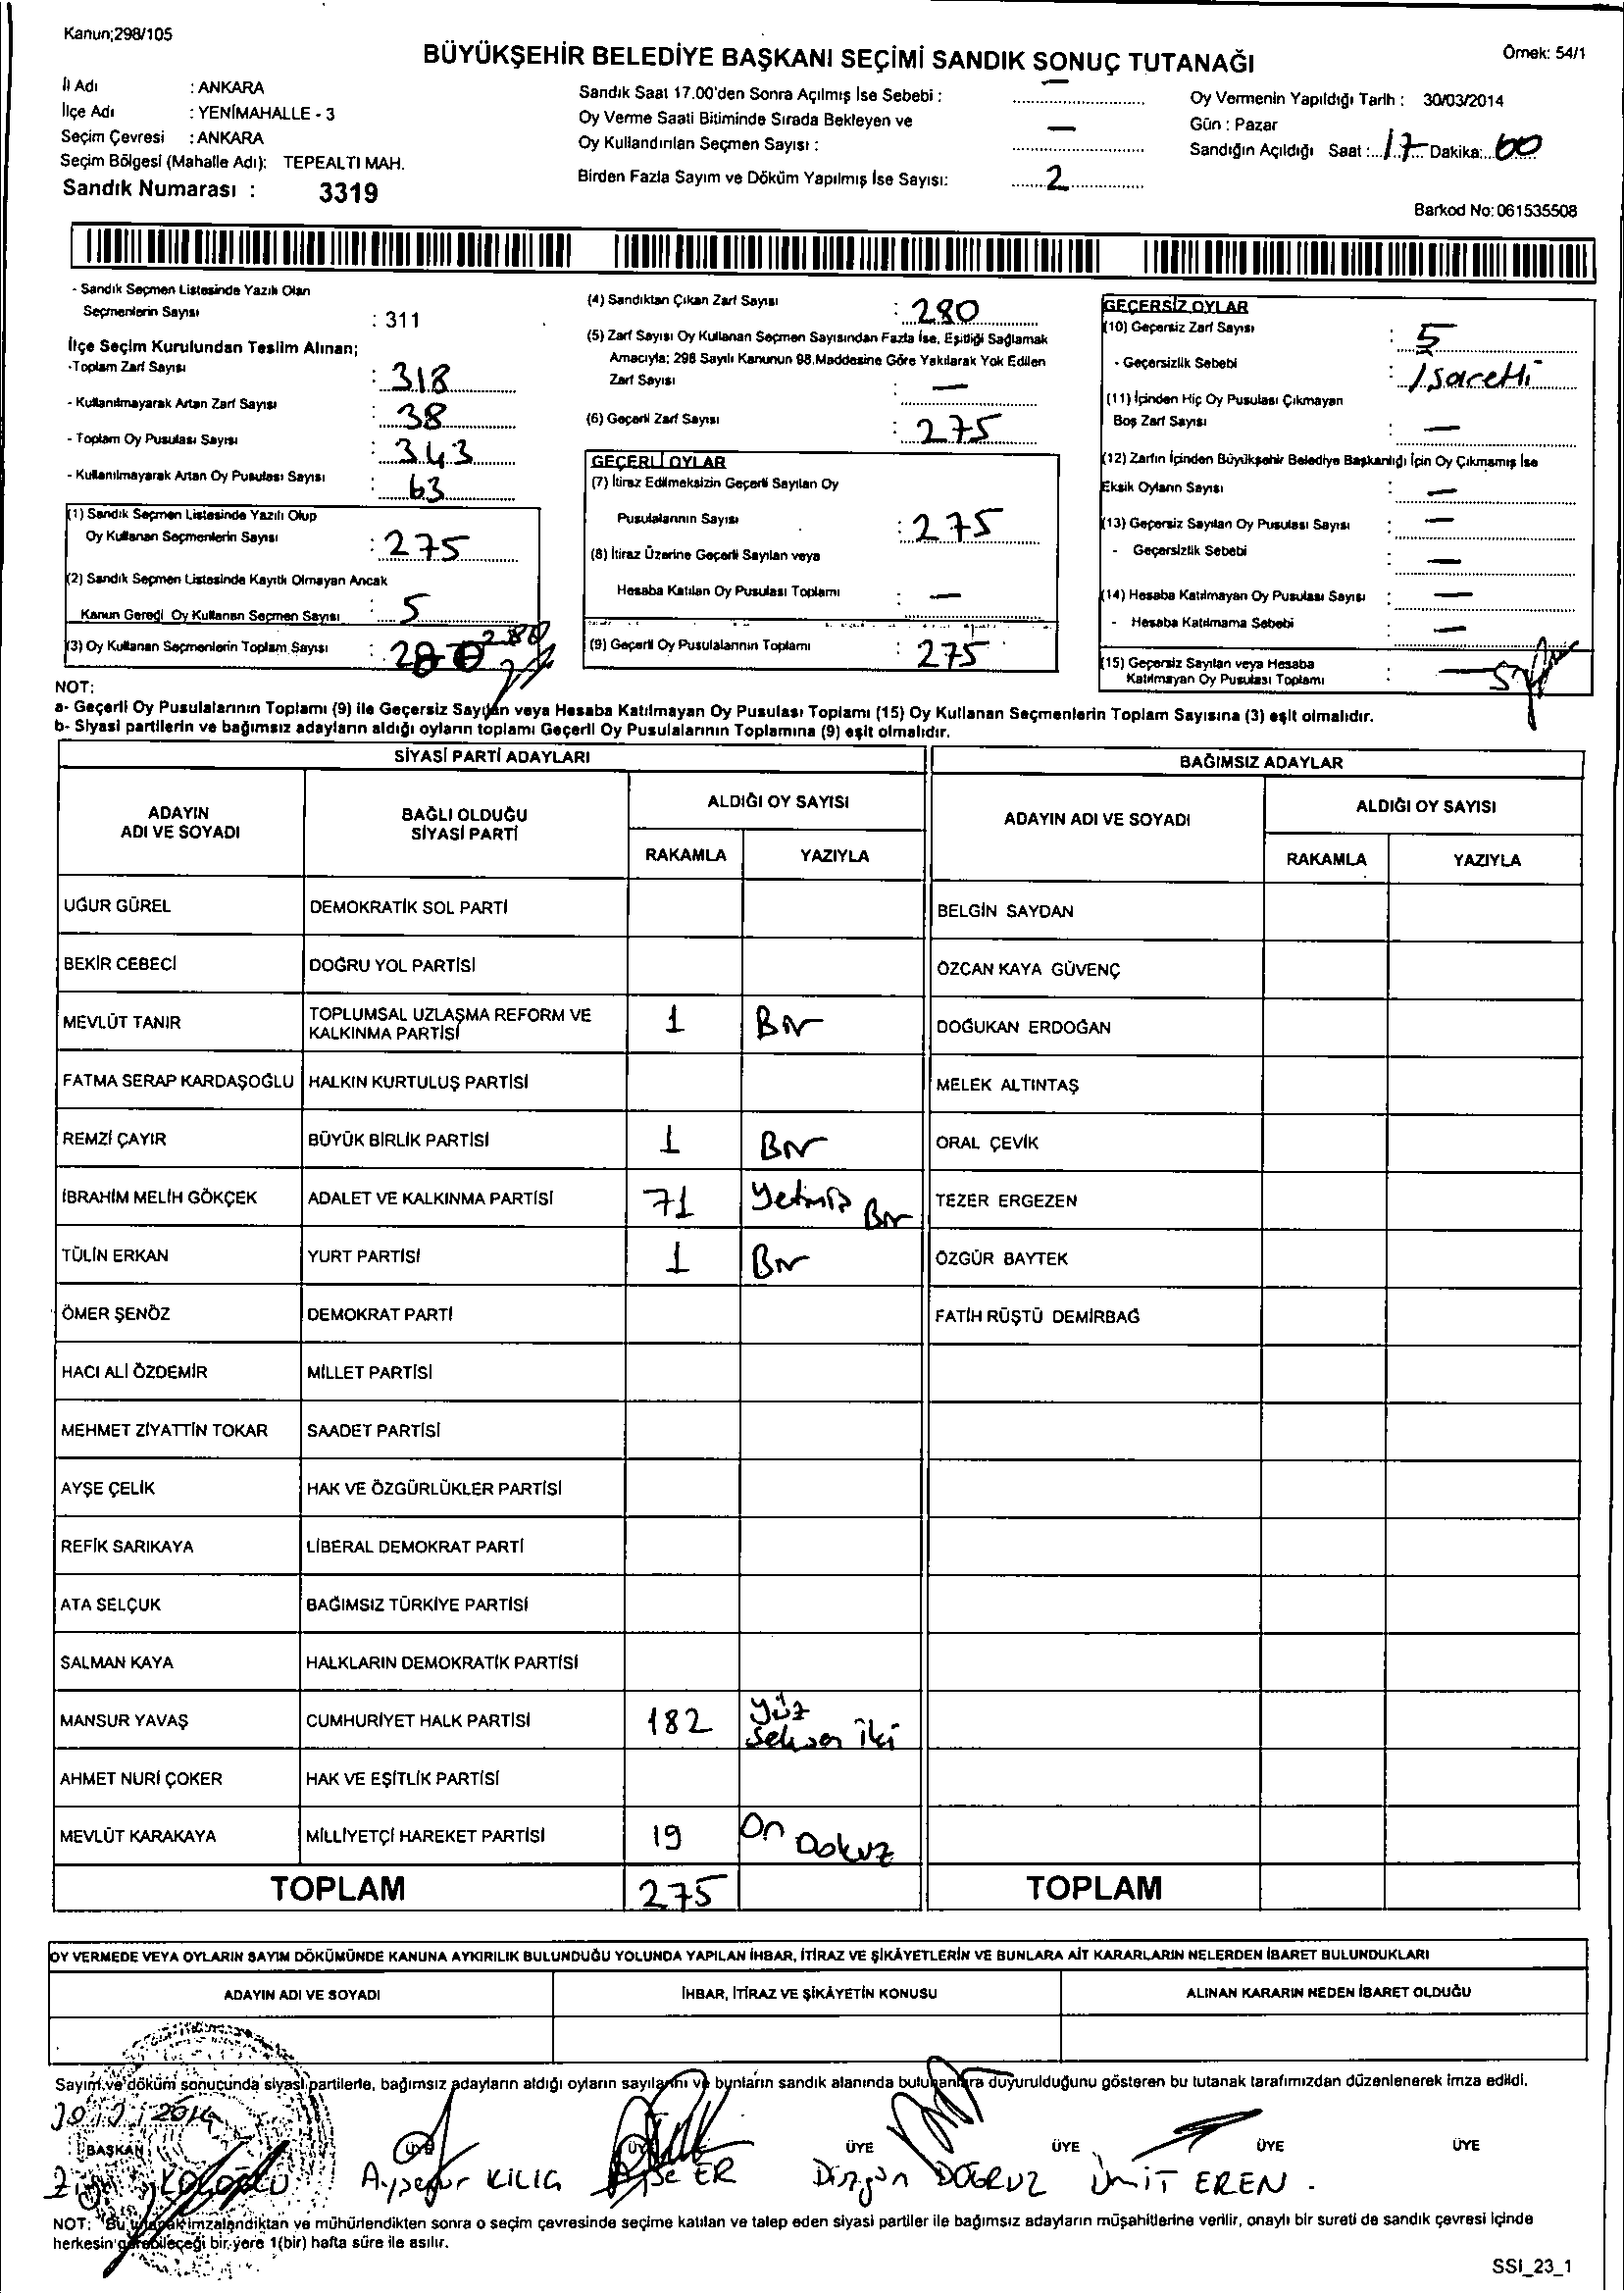 Kanun;298/105
BÜYÜKŞEHİR BELEDİYE BAŞKANI SEÇİMİ SANDIK SONUÇ TUTANAĞI
Örnek: 54/1
İl Adı : ANKARA
İlçe Adı : YENİMAHALLE - 3
Seçim Çevresi : ANKARA
Seçim Bölgesi (Mahalle Adı): TEPEALTI MAH.
Sandık Numarası : 3319
Sandık Saat 17.00'den Sonra Açılmış İse Sebebi : —
Oy Verme Saati Bitiminde Sırada Bekleyen ve
Oy Kullandırılan Seçmen Sayısı : —
Birden Fazla Sayım ve Döküm Yapılmış İse Sayısı: 2
Oy Vermenin Yapıldığı Tarih : 30/03/2014
Gün : Pazar
Sandığın Açıldığı Saat : 17 Dakika: 00
Barkod No: 061535508
- Sandık Seçmen Listesinde Yazılı Olan
Seçmenlerin Sayısı : 311
İlçe Seçim Kurulundan Teslim Alınan;
-Toplam Zarf Sayısı : 318
- Kullanılmayarak Artan Zarf Sayısı : 38
- Toplam Oy Pusulası Sayısı : 343
- Kullanılmayarak Artan Oy Pusulası Sayısı : 63
(1) Sandık Seçmen Listesinde Yazılı Olup
Oy Kullanan Seçmenlerin Sayısı : 275
(2) Sandık Seçmen Listesinde Kayıtlı Olmayan Ancak
Kanun Gereği Oy Kullanan Seçmen Sayısı : 5
(3) Oy Kullanan Seçmenlerin Toplam Sayısı : 280
(4) Sandıktan Çıkan Zarf Sayısı : 280
(5) Zarf Sayısı Oy Kullanan Seçmen Sayısından Fazla İse, Eşitliği Sağlamak
Amacıyla; 298 Sayılı Kanunun 98.Maddesine Göre Yakılarak Yok Edilen
Zarf Sayısı : —
(6) Geçerli Zarf Sayısı : 275
GEÇERLİ OYLAR
(7) İtiraz Edilmeksizin Geçerli Sayılan Oy
Pusulalarının Sayısı : 275
(8) İtiraz Üzerine Geçerli Sayılan veya
Hesaba Katılan Oy Pusulası Toplamı : —
(9) Geçerli Oy Pusulalarının Toplamı : 275
GEÇERSİZ OYLAR
(10) Geçersiz Zarf Sayısı : 5
- Geçersizlik Sebebi : İşaretli
(11) İçinden Hiç Oy Pusulası Çıkmayan
Boş Zarf Sayısı : —
(12) Zarfın İçinden Büyükşehir Belediye Başkanlığı İçin Oy Çıkmamış İse
Eksik Oyların Sayısı : —
(13) Geçersiz Sayılan Oy Pusulası Sayısı : —
- Geçersizlik Sebebi : —
(14) Hesaba Katılmayan Oy Pusulası Sayısı : —
- Hesaba Katılmama Sebebi : —
(15) Geçersiz Sayılan veya Hesaba
Katılmayan Oy Pusulası Toplamı : — 5
NOT:
a- Geçerli Oy Pusulalarının Toplamı (9) ile Geçersiz Sayılan veya Hesaba Katılmayan Oy Pusulası Toplamı (15) Oy Kullanan Seçmenlerin Toplam Sayısına (3) eşit olmalıdır.
b- Siyasi partilerin ve bağımsız adayların aldığı oyların toplamı Geçerli Oy Pusulalarının Toplamına (9) eşit olmalıdır.
SİYASİ PARTİ ADAYLARI BAĞIMSIZ ADAYLAR
ADAYIN ADI VE SOYADI BAĞLI OLDUĞU SİYASİ PARTİ ALDIĞI OY SAYISI ADAYIN ADI VE SOYADI ALDIĞI OY SAYISI
RAKAMLA YAZIYLA RAKAMLA YAZIYLA
UĞUR GÜREL DEMOKRATİK SOL PARTİ BELGİN SAYDAN
BEKİR CEBECİ DOĞRU YOL PARTİSİ ÖZCAN KAYA GÜVENÇ
MEVLÜT TANIR TOPLUMSAL UZLAŞMA REFORM VE KALKINMA PARTİSİ 1 Bir DOĞUKAN ERDOĞAN
FATMA SERAP KARDAŞOĞLU HALKIN KURTULUŞ PARTİSİ MELEK ALTINTAŞ
REMZİ ÇAYIR BÜYÜK BİRLİK PARTİSİ 1 Bir ORAL ÇEVİK
İBRAHİM MELİH GÖKÇEK ADALET VE KALKINMA PARTİSİ 71 Yetmiş Bir TEZER ERGEZEN
TÜLİN ERKAN YURT PARTİSİ 1 Bir ÖZGÜR BAYTEK
ÖMER ŞENÖZ DEMOKRAT PARTİ FATİH RÜŞTÜ DEMİRBAĞ
HACI ALİ ÖZDEMİR MİLLET PARTİSİ
MEHMET ZİYATTİN TOKAR SAADET PARTİSİ
AYŞE ÇELİK HAK VE ÖZGÜRLÜKLER PARTİSİ
REFİK SARIKAYA LİBERAL DEMOKRAT PARTİ
ATA SELÇUK BAĞIMSIZ TÜRKİYE PARTİSİ
SALMAN KAYA HALKLARIN DEMOKRATİK PARTİSİ
MANSUR YAVAŞ CUMHURİYET HALK PARTİSİ 182 Yüz Seksen iki
AHMET NURİ ÇOKER HAK VE EŞİTLİK PARTİSİ
MEVLÜT KARAKAYA MİLLİYETÇİ HAREKET PARTİSİ 19 On Dokuz
TOPLAM 275 TOPLAM
OY VERMEDE VEYA OYLARIN SAYIM DÖKÜMÜNDE KANUNA AYKIRILIK BULUNDUĞU YOLUNDA YAPILAN İHBAR, İTİRAZ VE ŞİKÂYETLERİN VE BUNLARA AİT KARARLARIN NELERDEN İBARET BULUNDUKLARI
ADAYIN ADI VE SOYADI İHBAR, İTİRAZ VE ŞİKÂYETİN KONUSU ALINAN KARARIN NEDEN İBARET OLDUĞU
Sayım ve döküm sonucunda siyasi partilerle, bağımsız adayların aldığı oyların sayılarını ve bunların sandık alanında bulunanlara duyurulduğunu gösteren bu tutanak tarafımızdan düzenlenerek imza edildi.
2014
BAŞKAN ÜYE ÜYE ÜYE ÜYE ÜYE ÜYE
Ayşegür KILIG Ayşe ER Düzgün DOĞRUZ ÜMİT EREN .
NOT: Bu tutanak imzalandıktan ve mühürlendikten sonra o seçim çevresinde seçime katılan ve talep eden siyasi partiler ile bağımsız adayların müşahitlerine verilir, onaylı bir sureti de sandık çevresi içinde
herkesin görebileceği bir yere 1(bir) hafta süre ile asılır.
SSI_23_1